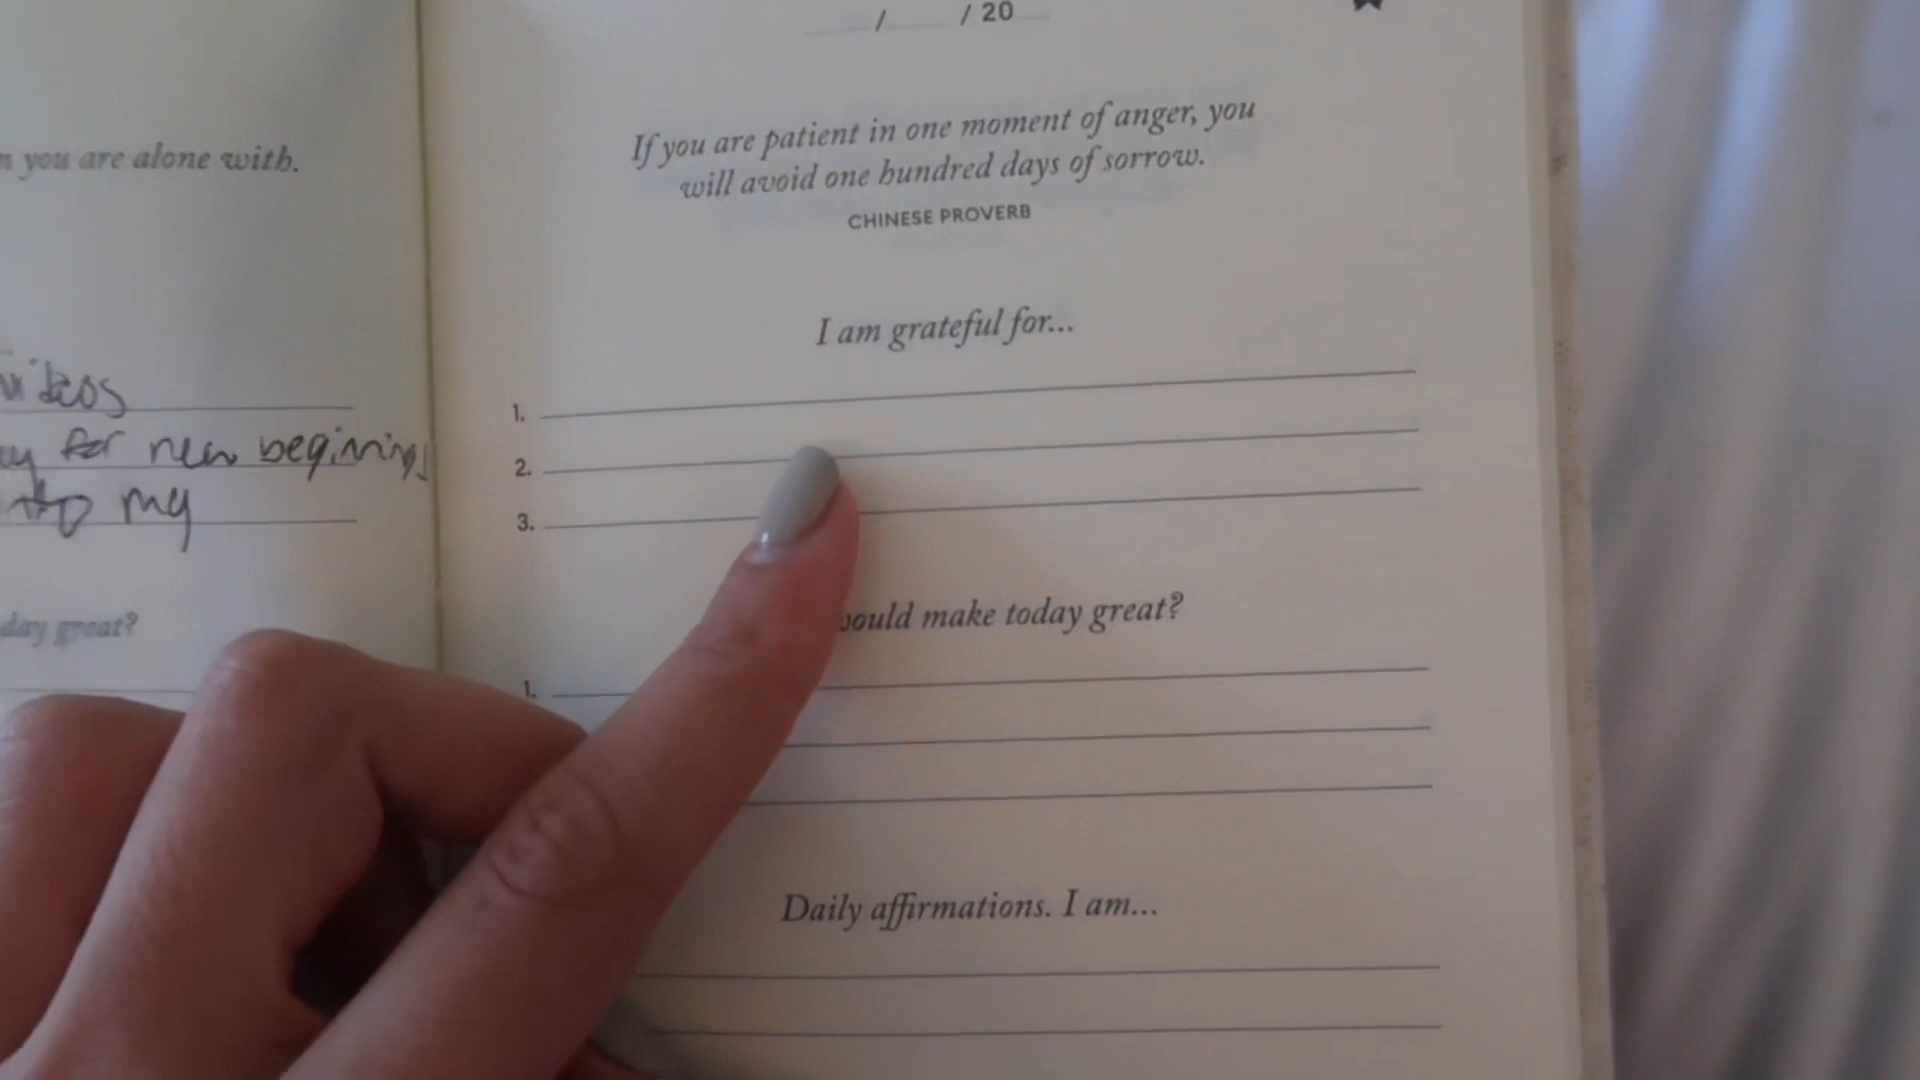 you are alone with.
for new beginnings
to my
day great?
/ / 20
If you are patient in one moment of anger, you
will avoid one hundred days of sorrow.
CHINESE PROVERB
I am grateful for...
1.
2.
3.
would make today great?
1.
Daily affirmations. I am...